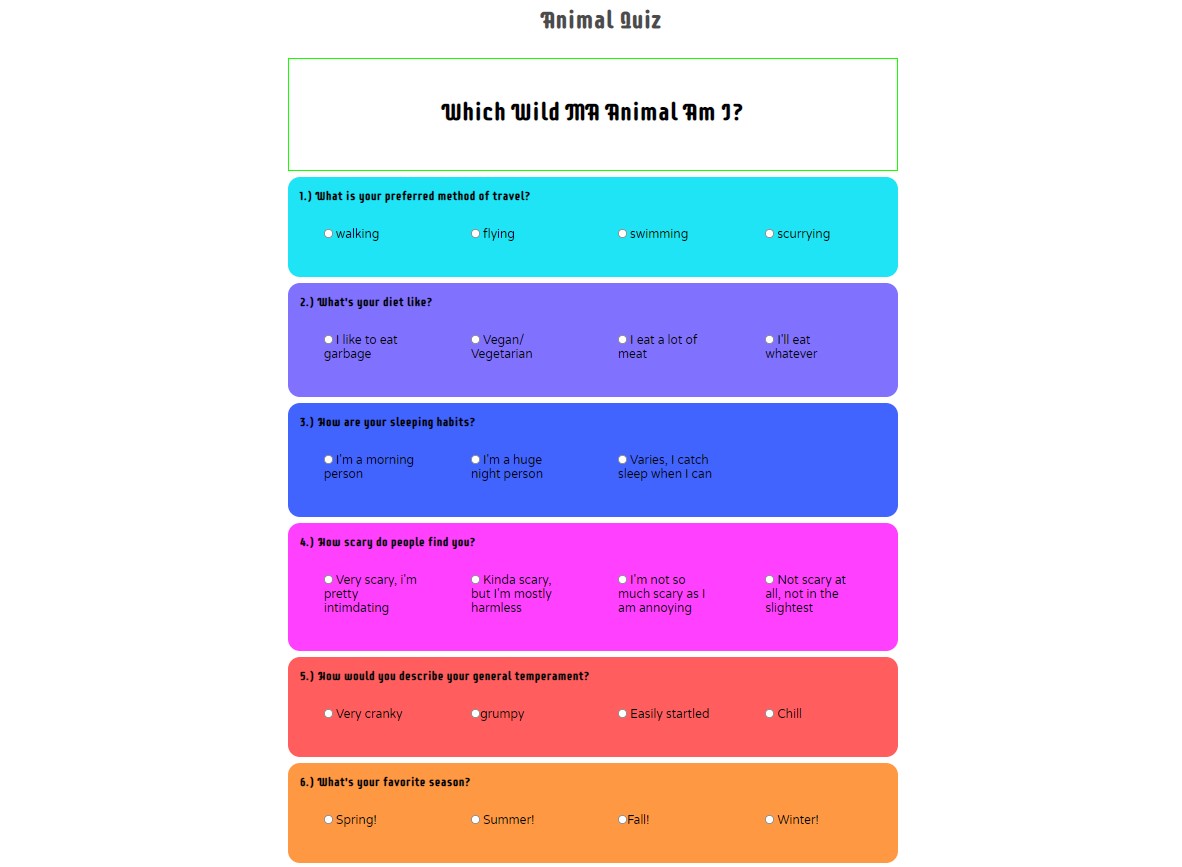 Animal Quiz
Which Wild MA Animal Am I?
1.) What is your preferred method of travel?
walking flying swimming scurrying
2.) What's your diet like?
I like to eat Vegan/ I eat a lot of I'll eat
garbage Vegetarian meat whatever
3.) How are your sleeping habits?
I'm a morning I'm a huge Varies, I catch
person night person sleep when I can
4.) How scary do people find you?
Very scary, i'm Kinda scary, I'm not so Not scary at
pretty but I'm mostly much scary as I all, not in the
intimdating harmless am annoying slightest
5.) How would you describe your general temperament?
Very cranky grumpy Easily startled Chill
6.) What's your favorite season?
Spring! Summer! Fall! Winter!